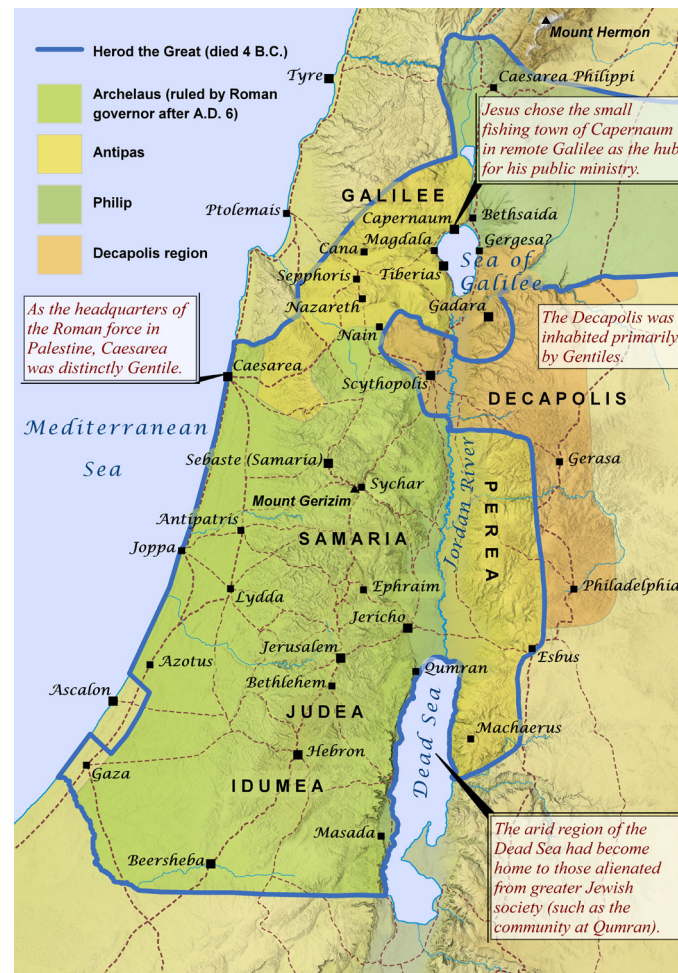 Herod the Great (died 4 B.C.)
Archelaus (ruled by Roman
governor after A.D. 6)
Antipas
Philip
Decapolis region
Mount Hermon
Tyre
Caesarea Philippi
Jesus chose the small
fishing town of Capernaum
in remote Galilee as the hub
for his public ministry.
GALILEE
Ptolemais
Capernaum
Bethsaida
Cana
Magdala
Gergesa?
Sea of
Galilee
Sepphoris
Tiberias
Nazareth
Gadara
As the headquarters of
the Roman force in
Palestine, Caesarea
was distinctly Gentile.
The Decapolis was
inhabited primarily
by Gentiles.
Nain
Caesarea
Scythopolis
DECAPOLIS
Mediterranean
Sea
Sebaste (Samaria)
Gerasa
Sychar
Mount Gerizim
Jordan River
PEREA
Antipatris
SAMARIA
Joppa
Lydda
Ephraim
Philadelphia
Jericho
Jerusalem
Esbus
Azotus
Qumran
Bethlehem
Ascalon
JUDEA
Dead Sea
Machaerus
Hebron
Gaza
IDUMEA
Masada
Beersheba
The arid region of the
Dead Sea had become
home to those alienated
from greater Jewish
society (such as the
community at Qumran).